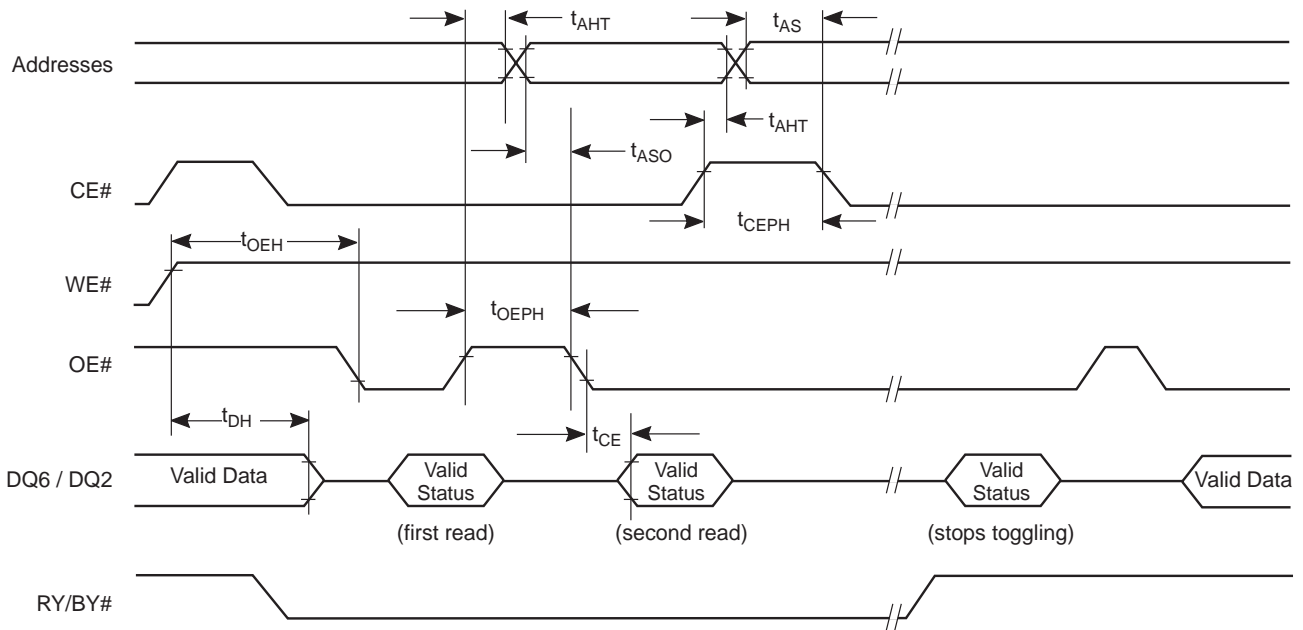 tAHT
tAS
Addresses
tAHT
tASO
CE#
tCEPH
tOEH
WE#
tOEPH
OE#
tDH
tCE
DQ6 / DQ2
Valid Data
Valid
Status
Valid
Status
Valid
Status
Valid Data
(first read)
(second read)
(stops toggling)
RY/BY#